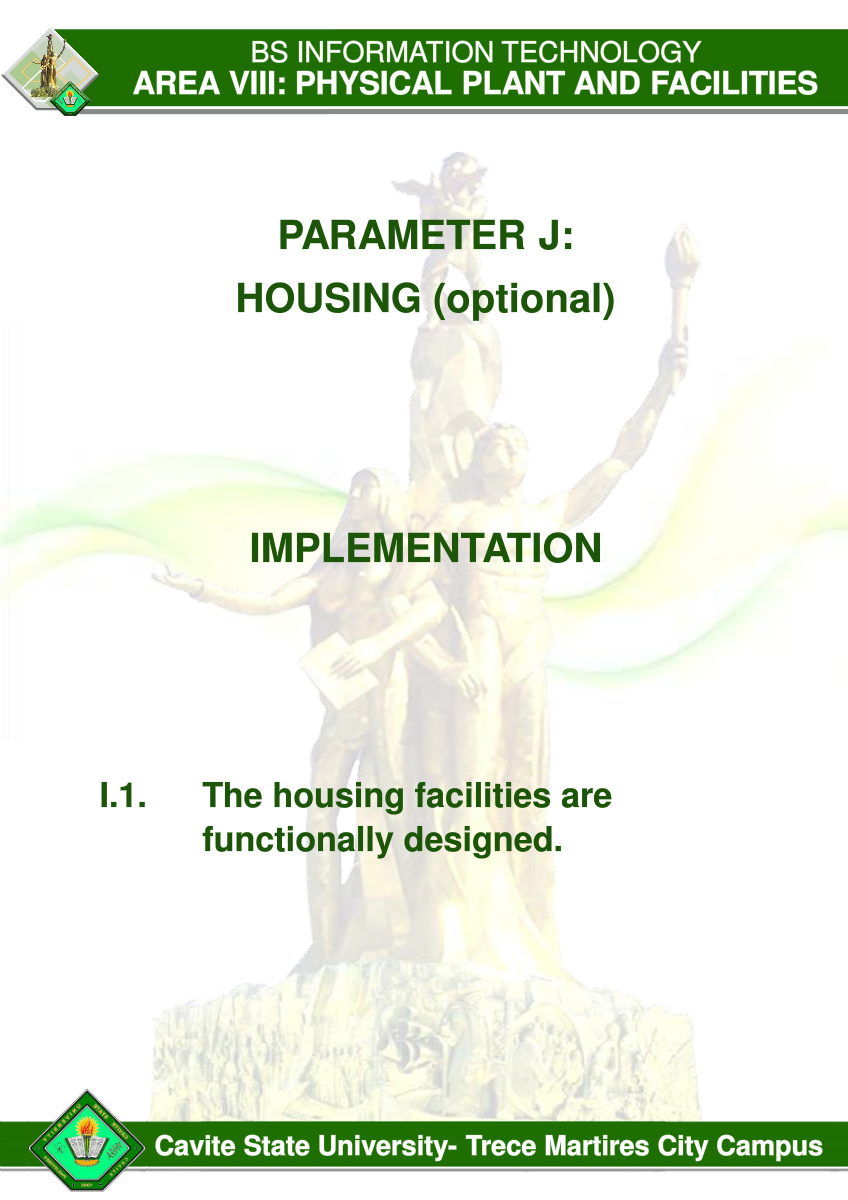 BS INFORMATION TECHNOLOGY
AREA VIII: PHYSICAL PLANT AND FACILITIES
PARAMETER J:
HOUSING (optional)
IMPLEMENTATION
I.1. The housing facilities are
functionally designed.
Cavite State University- Trece Martires City Campus